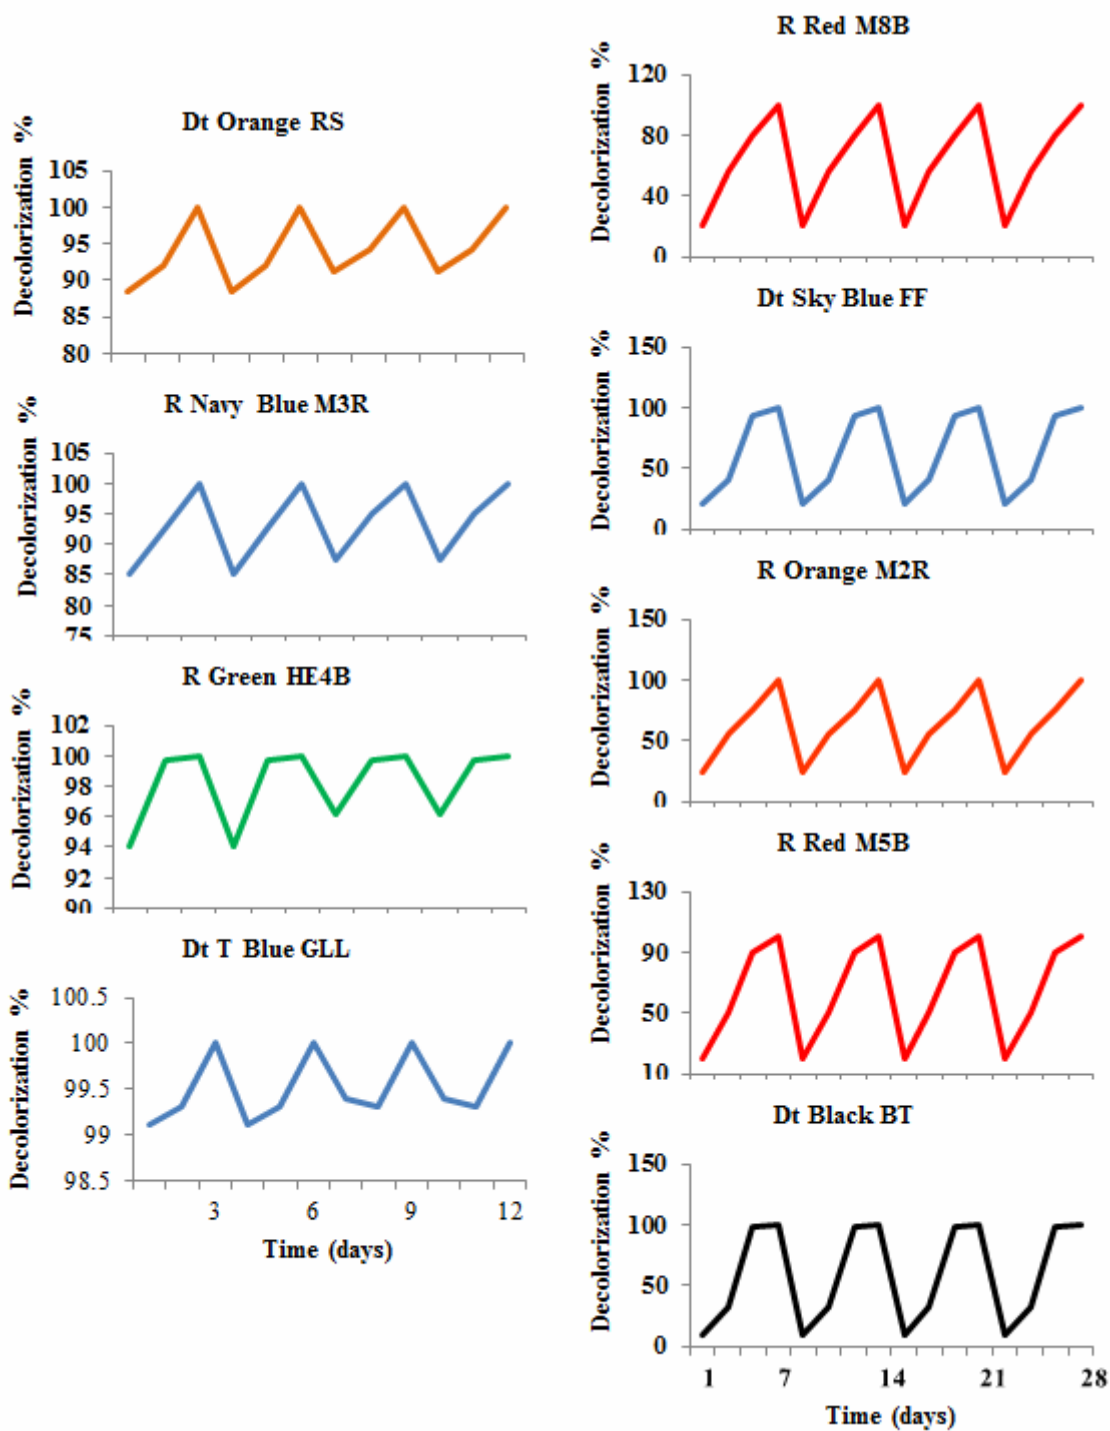 Dt Orange RS
Decolorization %
105
100
95
90
85
80
R Navy Blue M3R
Decolorization %
105
100
95
90
85
80
75
R Green HE4B
Decolorization %
102
100
98
96
94
92
90
Dt T Blue GLL
Decolorization %
100.5
100
99.5
99
98.5
3 6 9 12
Time (days)
R Red M8B
Decolorization %
120
80
40
0
Dt Sky Blue FF
Decolorization %
150
100
50
0
R Orange M2R
Decolorization %
150
100
50
0
R Red M5B
Decolorization %
130
90
50
10
Dt Black BT
Decolorization %
150
100
50
0
1 7 14 21 28
Time (days)